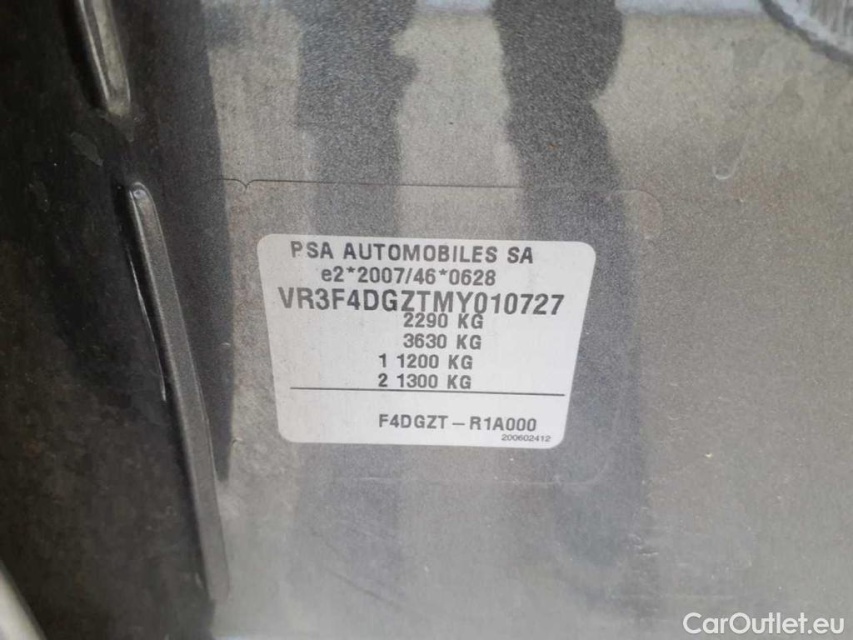 PSA AUTOMOBILES SA
e2*2007/46*0628
VR3F4DGZTMY010727
2290 KG
3630 KG
1 1200 KG
2 1300 KG
F4DGZT-R1A000
200602412
CarOutlet.eu